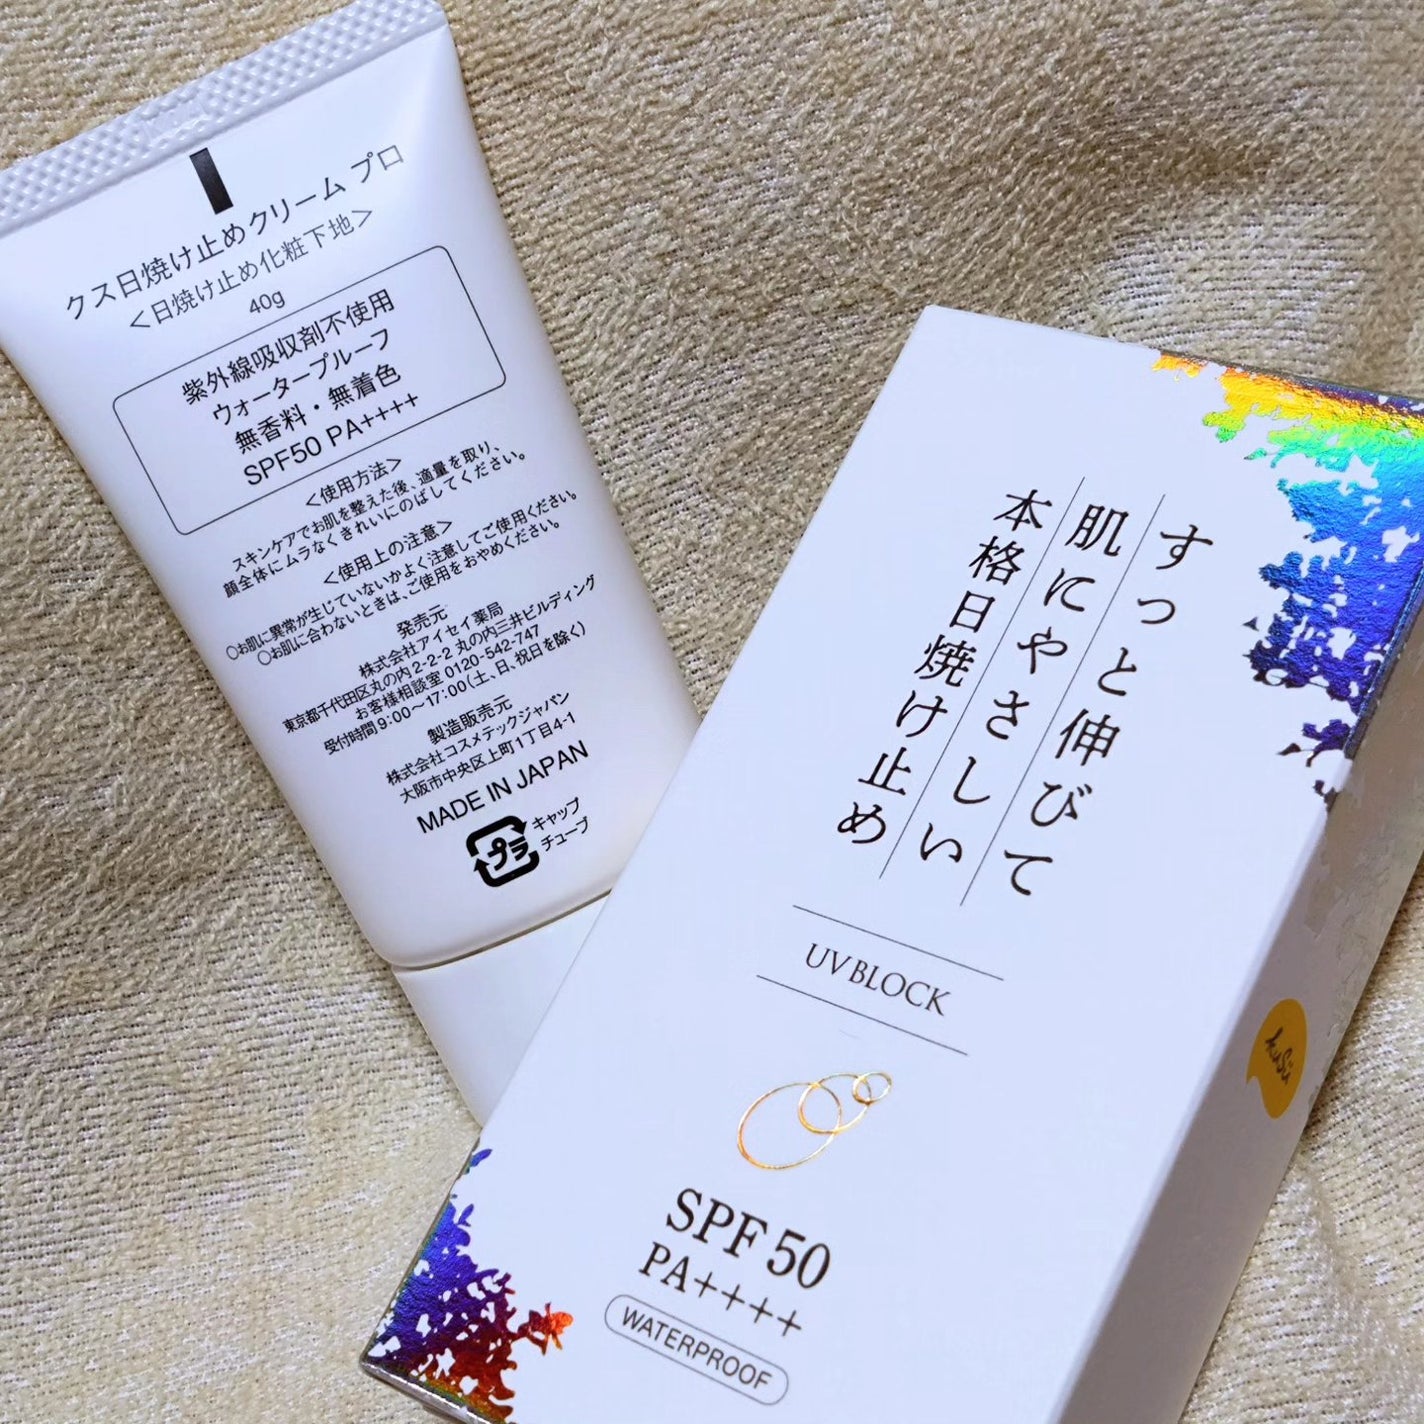 クス日焼け止めクリーム プロ
＜日焼け止め化粧下地＞
40g
紫外線吸収剤不使用
ウォータープルーフ
無香料・無着色
SPF50 PA++++
＜使用方法＞
スキンケアでお肌を整えた後、適量を取り、
顔全体にムラなくきれいにのばしてください。
＜使用上の注意＞
○お肌に異常が生じていないかよく注意してご使用ください。
○お肌に合わないときは、ご使用をおやめください。
発売元
株式会社アイセイ薬局
東京都千代田区丸の内2-2-2 丸の内三井ビルディング
お客様相談室 0120-542-747
受付時間9:00〜17:00（土、日、祝日を除く）
製造販売元
株式会社コスメテックジャパン
大阪市中央区上町1丁目4-1
MADE IN JAPAN
プラ
キャップ
チューブ
すっと伸びて
肌にやさしい
本格日焼け止め
UV BLOCK
SPF 50
PA++++
WATERPROOF